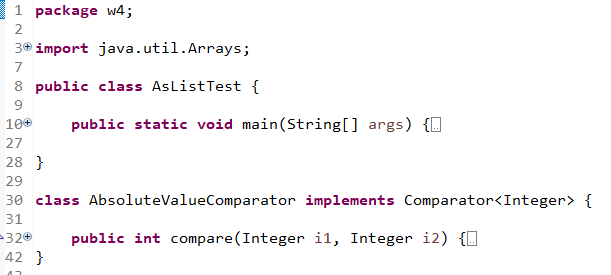 1 package w4;
2
3 import java.util.Arrays;
7
8 public class AsListTest {
9
10 public static void main(String[] args) {
27
28 }
29
30 class AbsoluteValueComparator implements Comparator<Integer> {
31
32 public int compare(Integer i1, Integer i2) {
42 }